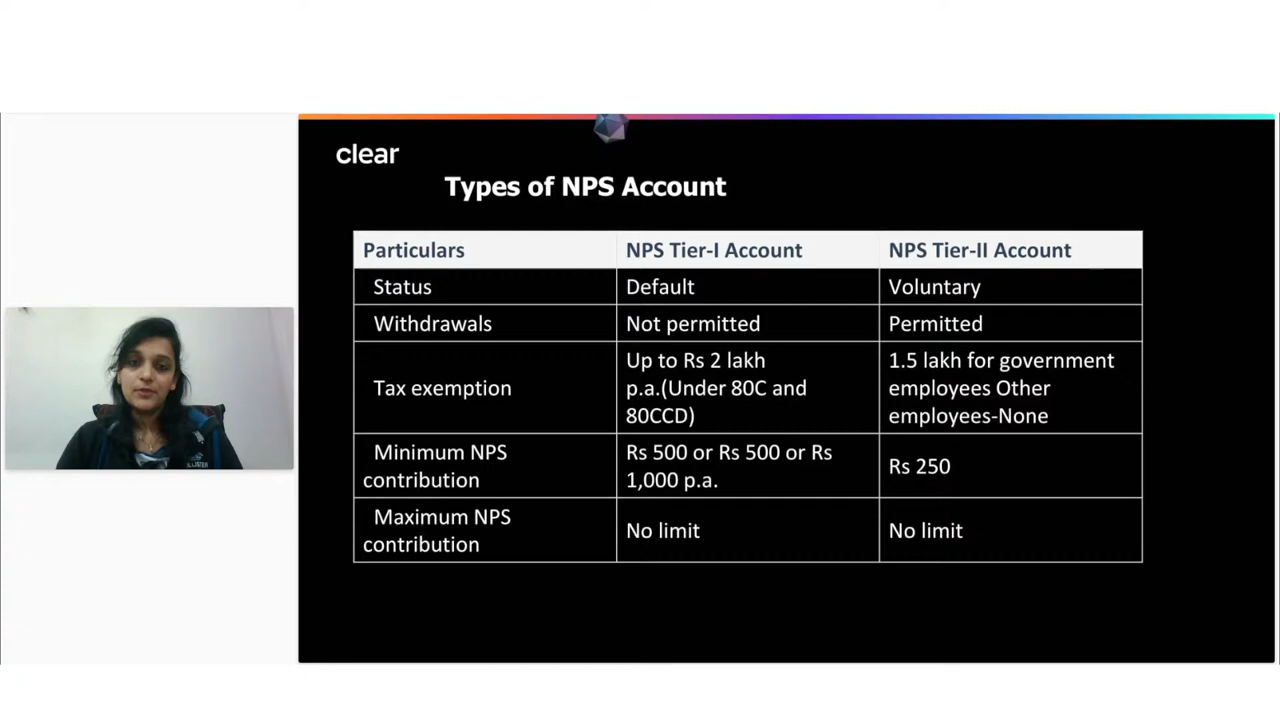 clear
Types of NPS Account
Particulars
NPS Tier-I Account
NPS Tier-II Account
Status
Default
Voluntary
Withdrawals
Not permitted
Permitted
Tax exemption
Up to Rs 2 lakh
p.a.(Under 80C and
80CCD)
1.5 lakh for government
employees Other
employees-None
Minimum NPS
contribution
Rs 500 or Rs 500 or Rs
1,000 p.a.
Rs 250
Maximum NPS
contribution
No limit
No limit